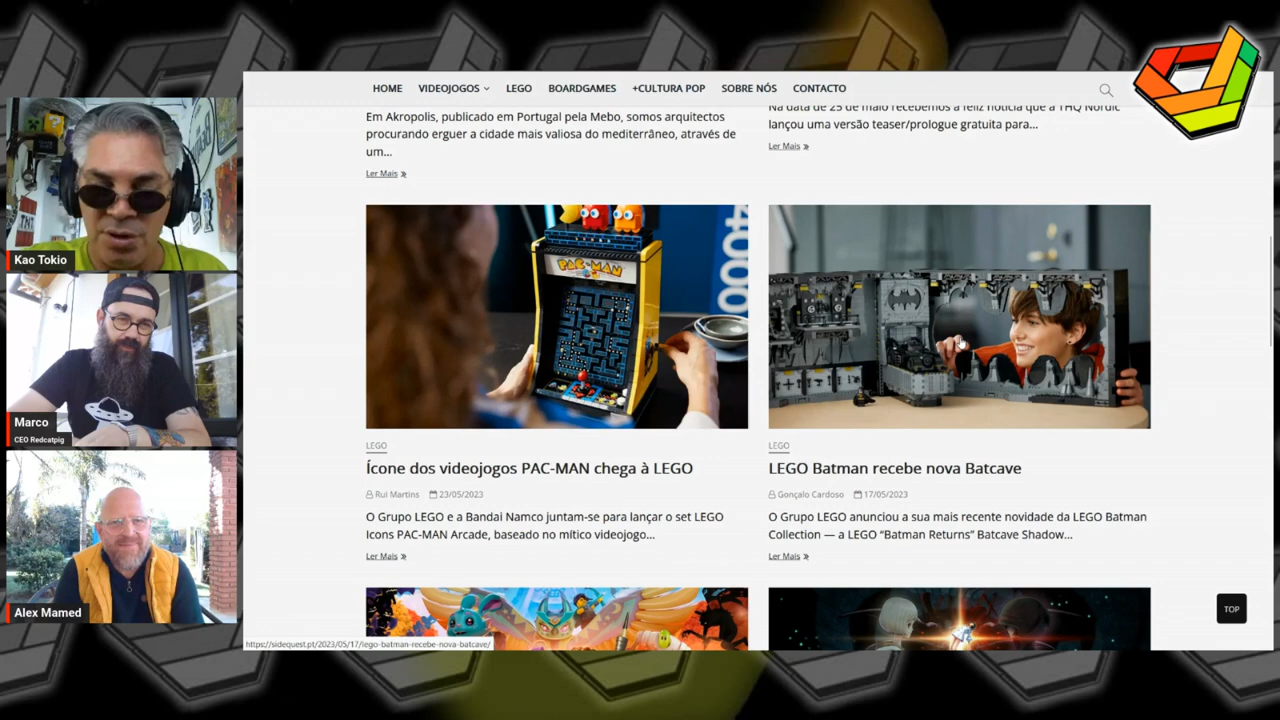 HOME VIDEOJOGOS LEGO BOARDGAMES +CULTURA POP SOBRE NÓS CONTACTO
Em Akropolis, publicado em Portugal pela Mebo, somos arquitectos
procurando erguer a cidade mais valiosa do mediterrâneo, através de
um...
Ler Mais
Na data de 25 de maio recebemos a feliz notícia que a THQ Nordic
lançou uma versão teaser/prologue gratuita para...
Ler Mais
Kao Tokio
Marco
CEO Redcatpig
Alex Mamed
PAC-MAN
4000
LEGO
Ícone dos videojogos PAC-MAN chega à LEGO
Rui Martins 23/05/2023
O Grupo LEGO e a Bandai Namco juntam-se para lançar o set LEGO
Icons PAC-MAN Arcade, baseado no mítico videojogo...
Ler Mais
LEGO
LEGO Batman recebe nova Batcave
Gonçalo Cardoso 17/05/2023
O Grupo LEGO anunciou a sua mais recente novidade da LEGO Batman
Collection — a LEGO “Batman Returns” Batcave Shadow...
Ler Mais
TOP
https://sidequest.pt/2023/05/17/lego-batman-recebe-nova-batcave/
TNT